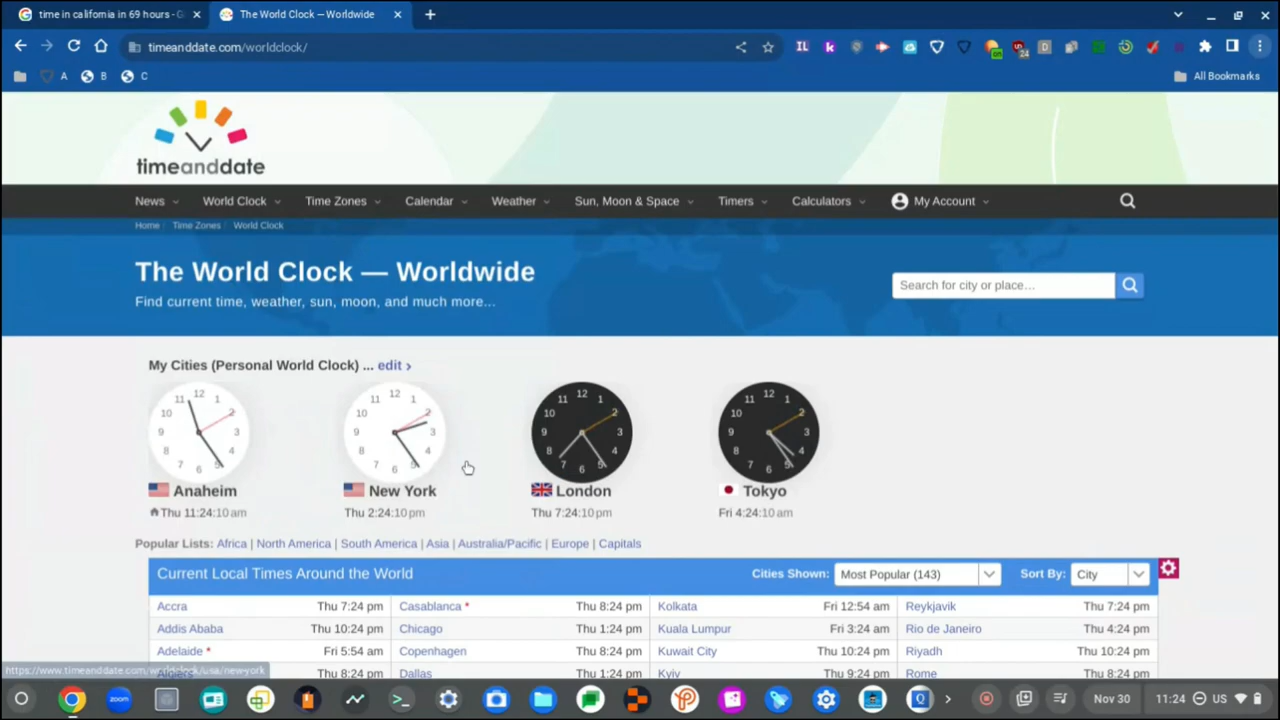 time in california in 69 hours - G
The World Clock — Worldwide
timeanddate.com/worldclock/
A B C All Bookmarks
timeanddate
News World Clock Time Zones Calendar Weather Sun, Moon & Space Timers Calculators My Account
Home Time Zones World Clock
The World Clock — Worldwide
Find current time, weather, sun, moon, and much more...
Search for city or place...
My Cities (Personal World Clock) ... edit ›
Anaheim New York London Tokyo
Thu 11:24:10 am Thu 2:24:10 pm Thu 7:24:10 pm Fri 4:24:10 am
Popular Lists: Africa | North America | South America | Asia | Australia/Pacific | Europe | Capitals
Current Local Times Around the World Cities Shown: Most Popular (143) Sort By: City
Accra Thu 7:24 pm Casablanca * Thu 8:24 pm Kolkata Fri 12:54 am Reykjavik Thu 7:24 pm
Addis Ababa Thu 10:24 pm Chicago Thu 1:24 pm Kuala Lumpur Fri 3:24 am Rio de Janeiro Thu 4:24 pm
Adelaide * Fri 5:54 am Copenhagen Thu 8:24 pm Kuwait City Thu 10:24 pm Riyadh Thu 10:24 pm
Algiers Thu 8:24 pm Dallas Thu 1:24 pm Kyiv Thu 9:24 pm Rome Thu 8:24 pm
https://www.timeanddate.com/worldclock/usa/new-york
zoom
Nov 30 11:24 US